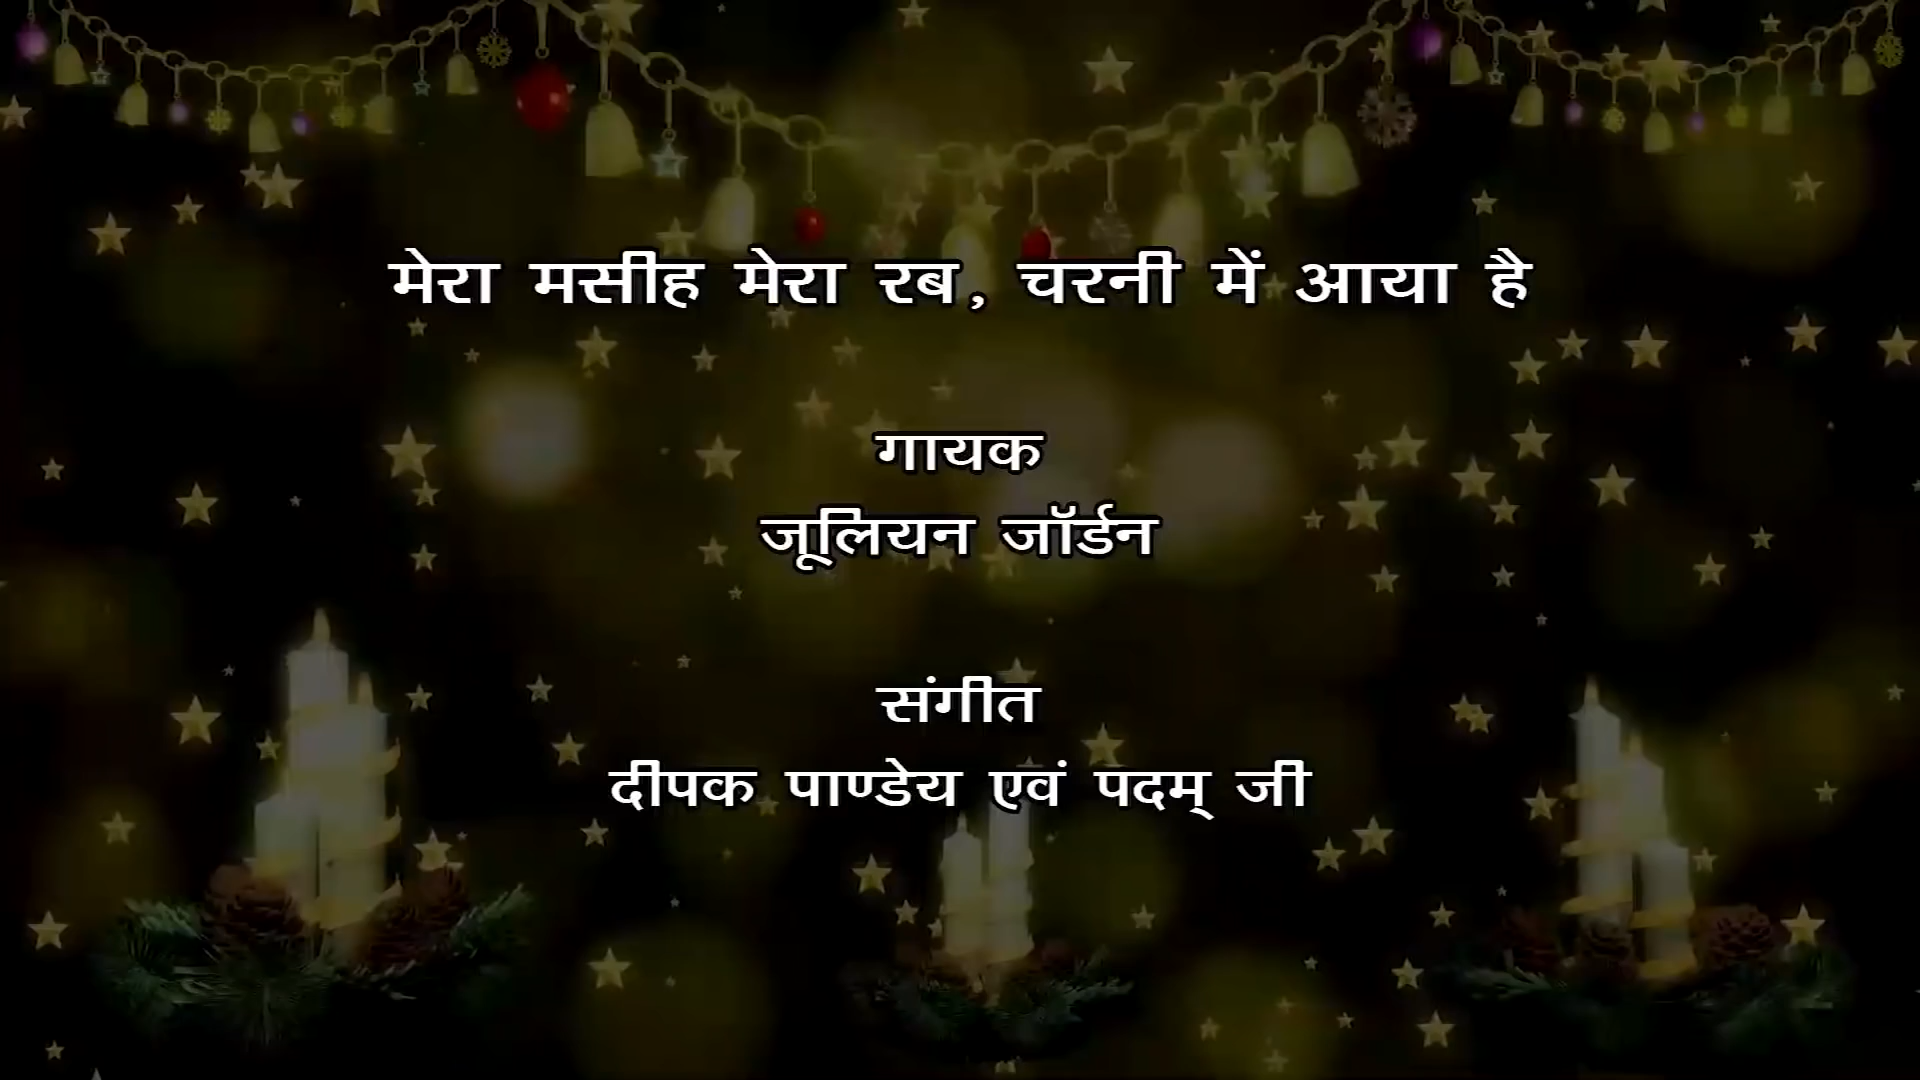 मेरा मसीह मेरा रब, चरनी में आया है
गायक
जूलियन जॉर्डन
संगीत
दीपक पाण्डेय एवं पदम् जी